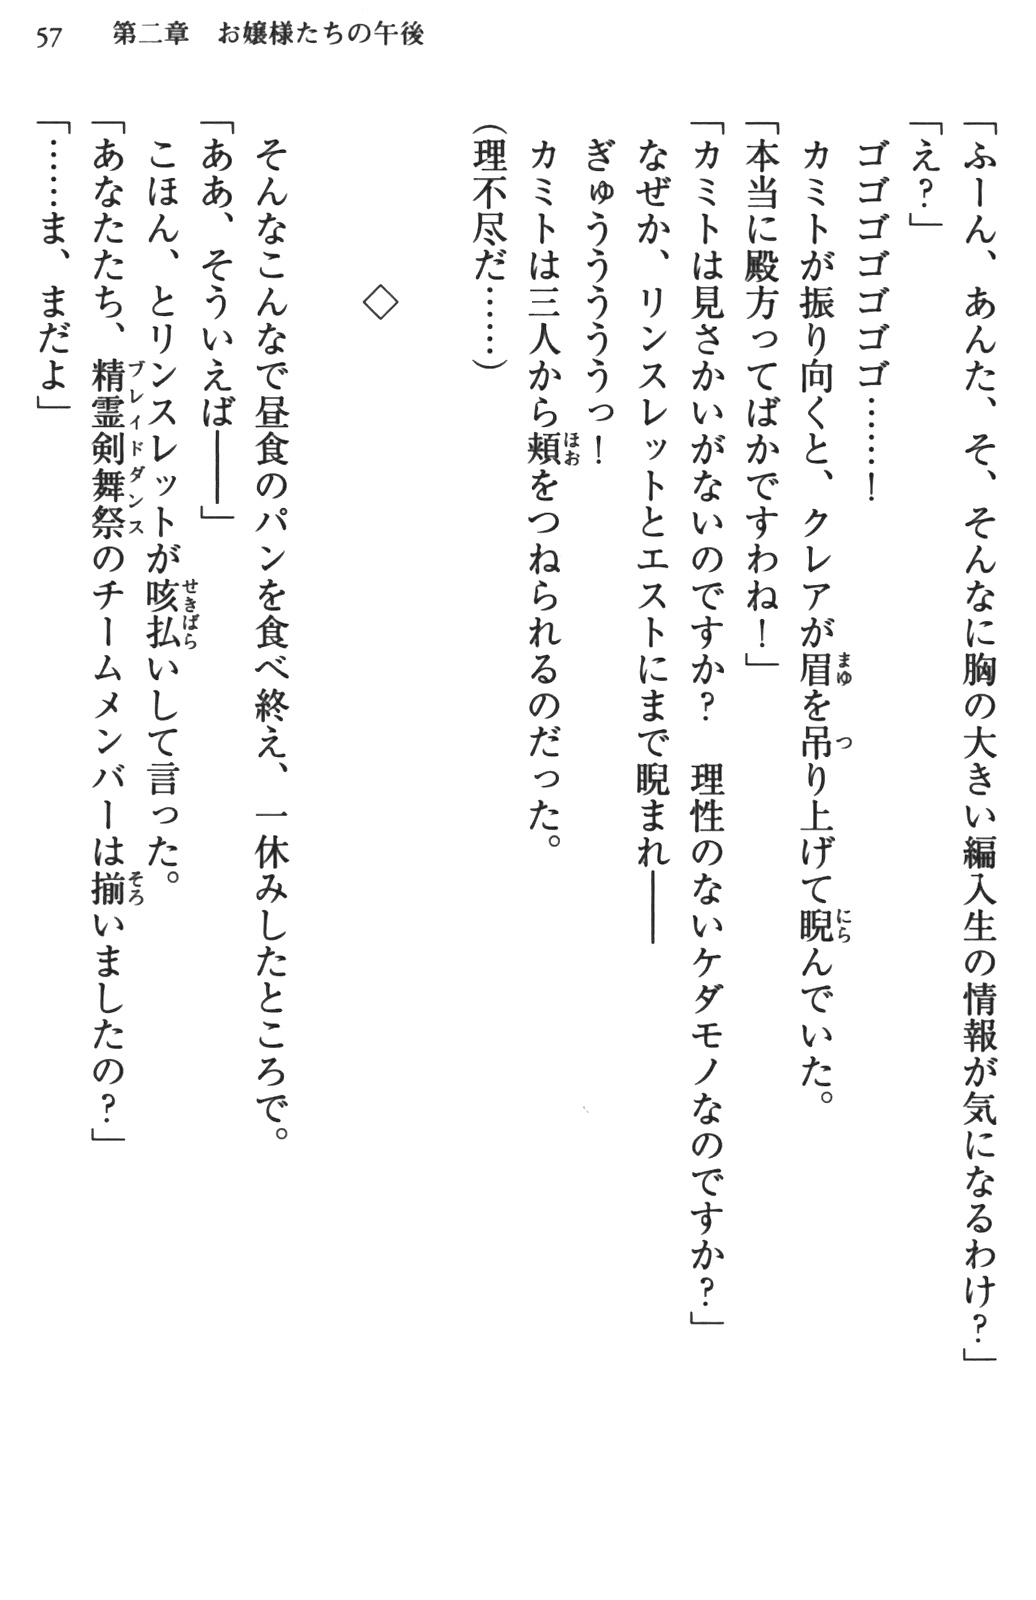 57　第二章　お嬢様たちの午後
「ふーん、あんた、そ、そんなに胸の大きい編入生の情報が気になるわけ？」
「え？」
ゴゴゴゴゴゴゴ……！
カミトが振り向くと、クレアが眉を吊り上げて睨んでいた。
「本当に殿方ってばかですわね！」
「カミトは見さかいがないのですか？　理性のないケダモノなのですか？」
なぜか、リンスレットとエストにまで睨まれ――
ぎゅううううっ！
カミトは三人から頬をつねられるのだった。
（理不尽だ……）
◇
そんなこんなで昼食のパンを食べ終え、一休みしたところで。
「ああ、そういえば――」
こほん、とリンスレットが咳払いして言った。
「あなたたち、精霊剣舞祭のチームメンバーは揃いましたの？」
「……ま、まだよ」